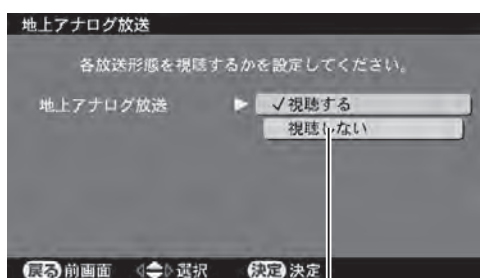 地上アナログ放送
各放送形態を視聴するかを設定してください。
地上アナログ放送 ▶ ✓視聴する
視聴しない
戻る 前画面 選択 決定 決定